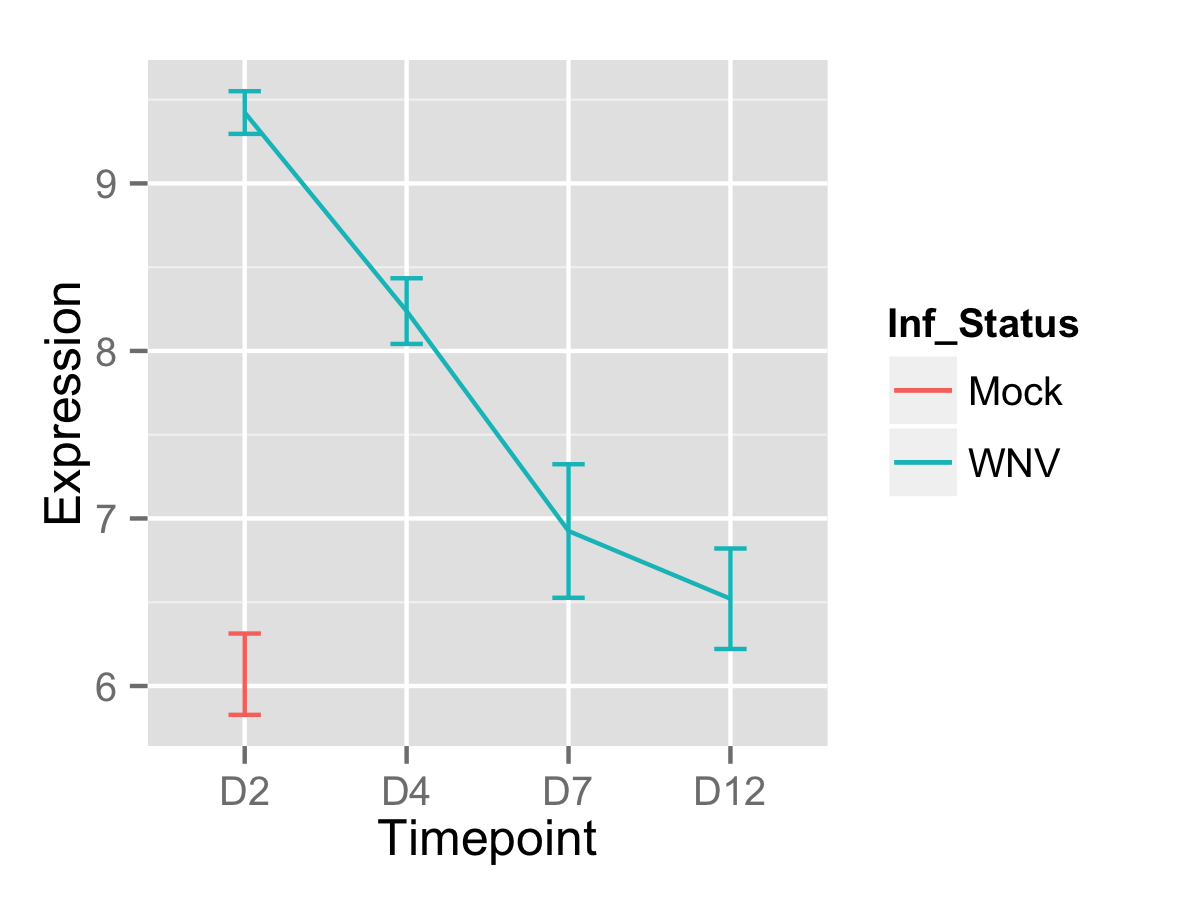 Expression
9
8
7
6
D2 D4 D7 D12
Timepoint
Inf_Status
Mock
WNV